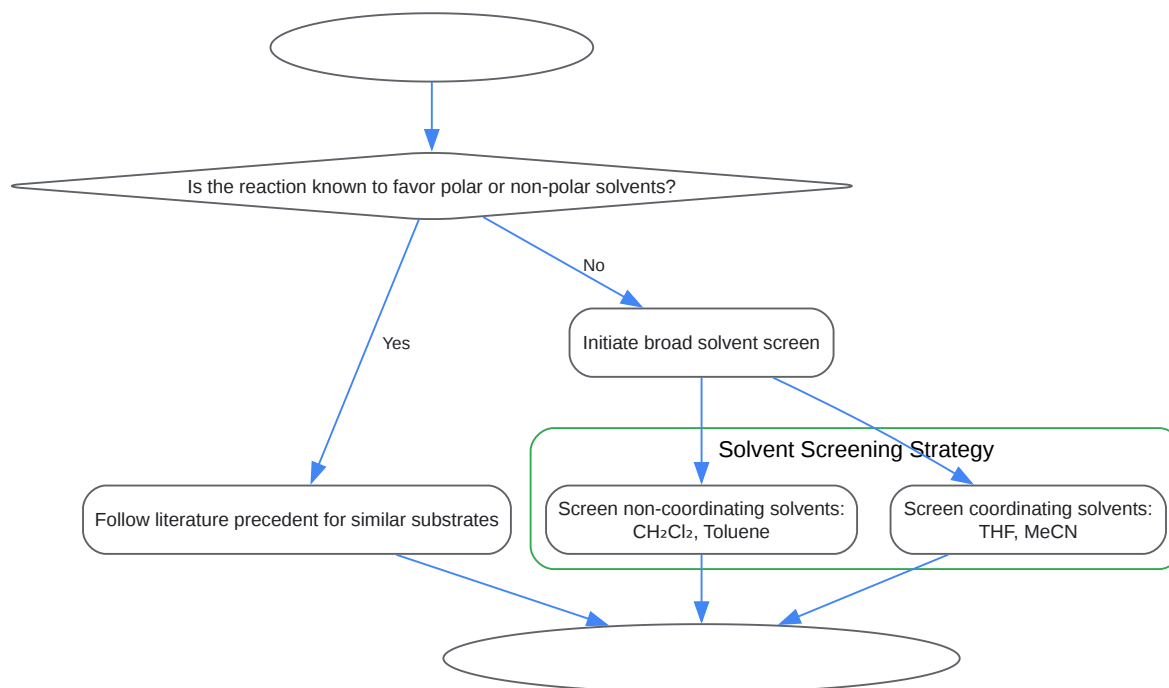 Is the reaction known to favor polar or non-polar solvents?
No
Yes
Initiate broad solvent screen
Solvent Screening Strategy
Follow literature precedent for similar substrates
Screen non-coordinating solvents:
CH₂Cl₂, Toluene
Screen coordinating solvents:
THF, MeCN